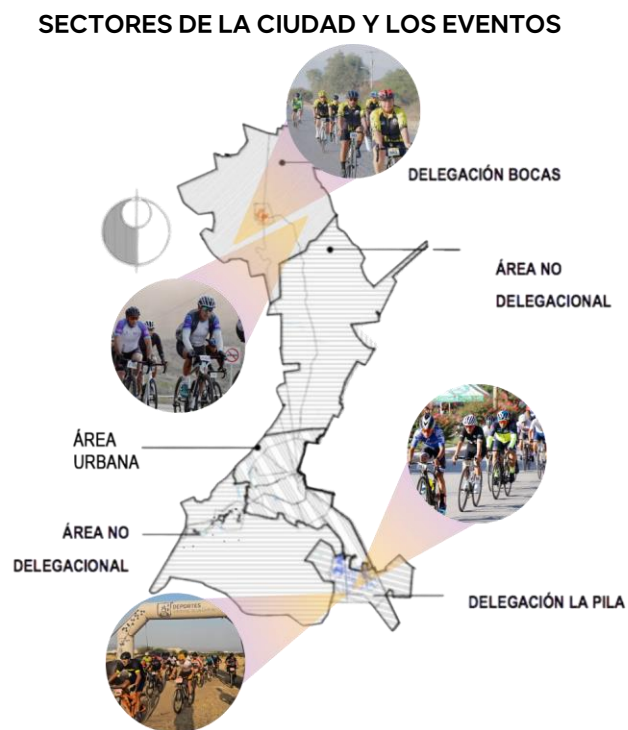 SECTORES DE LA CIUDAD Y LOS EVENTOS
DELEGACIÓN BOCAS
ÁREA NO
DELEGACIONAL
ÁREA
URBANA
ÁREA NO
DELEGACIONAL
DELEGACIÓN LA PILA
DEPORTES